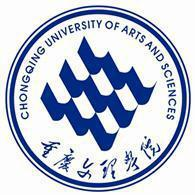 CHONGQING UNIVERSITY OF ARTS AND SCIENCES
重庆文理学院